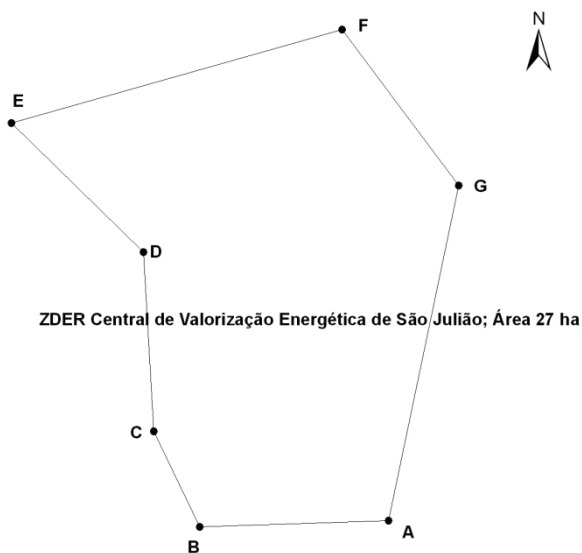 N
F
E
G
D
ZDER Central de Valorização Energética de São Julião; Área 27 ha
C
A
B